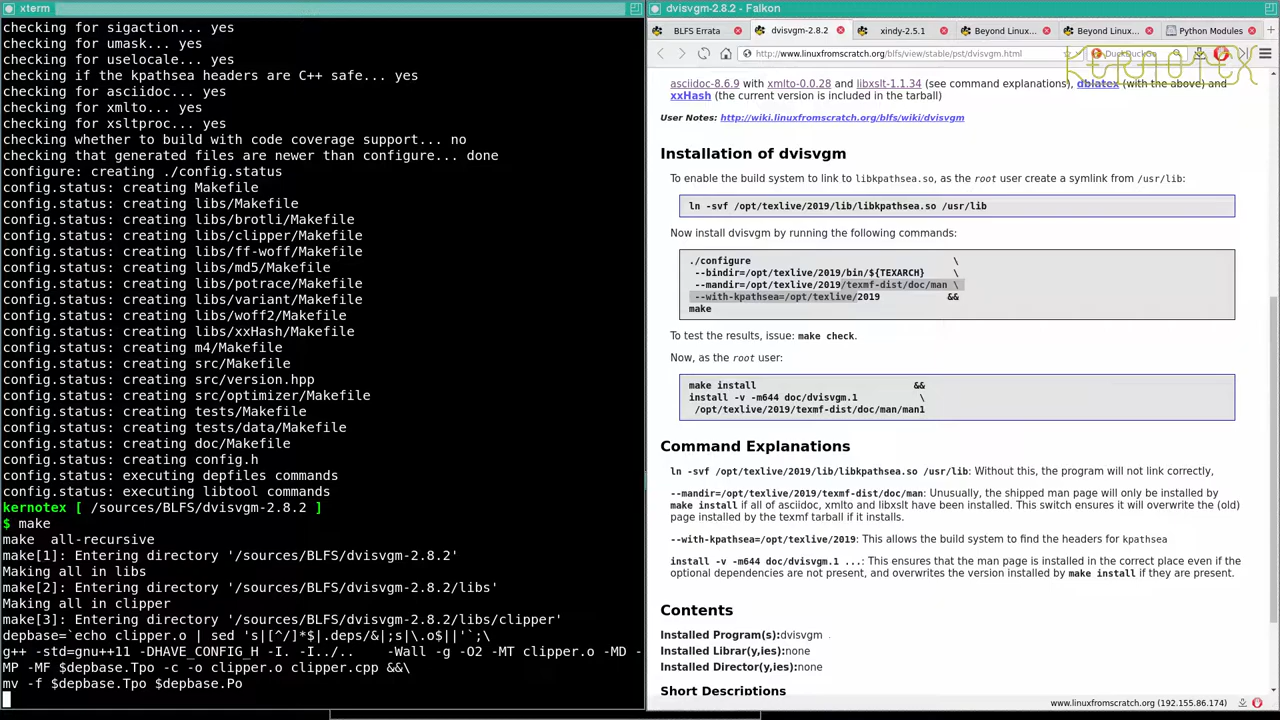 xterm
checking for sigaction... yes
checking for umask... yes
checking for uselocale... yes
checking if the kpathsea headers are C++ safe... yes
checking for asciidoc... yes
checking for xmlto... yes
checking for xsltproc... yes
checking whether to build with code coverage support... no
checking that generated files are newer than configure... done
configure: creating ./config.status
config.status: creating Makefile
config.status: creating libs/Makefile
config.status: creating libs/brotli/Makefile
config.status: creating libs/clipper/Makefile
config.status: creating libs/ff-woff/Makefile
config.status: creating libs/md5/Makefile
config.status: creating libs/potrace/Makefile
config.status: creating libs/variant/Makefile
config.status: creating libs/woff2/Makefile
config.status: creating libs/xxHash/Makefile
config.status: creating m4/Makefile
config.status: creating src/Makefile
config.status: creating src/version.hpp
config.status: creating src/optimizer/Makefile
config.status: creating tests/Makefile
config.status: creating tests/data/Makefile
config.status: creating doc/Makefile
config.status: creating config.h
config.status: executing depfiles commands
config.status: executing libtool commands
kernotex [ /sources/BLFS/dvisvgm-2.8.2 ]
$ make
make  all-recursive
make[1]: Entering directory '/sources/BLFS/dvisvgm-2.8.2'
Making all in libs
make[2]: Entering directory '/sources/BLFS/dvisvgm-2.8.2/libs'
Making all in clipper
make[3]: Entering directory '/sources/BLFS/dvisvgm-2.8.2/libs/clipper'
depbase=`echo clipper.o | sed 's|[^/]*$|.deps/&|;s|\.o$||'`;\
g++ -std=gnu++11 -DHAVE_CONFIG_H -I. -I../..    -Wall -g -O2 -MT clipper.o -MD -
MP -MF $depbase.Tpo -c -o clipper.o clipper.cpp &&\
mv -f $depbase.Tpo $depbase.Po
dvisvgm-2.8.2 - Falkon
BLFS Errata
dvisvgm-2.8.2
xindy-2.5.1
Beyond Linux...
Beyond Linux...
Python Modules
http://www.linuxfromscratch.org/blfs/view/stable/pst/dvisvgm.html
DuckDuckGo
KERNOTEX
asciidoc-8.6.9 with xmlto-0.0.28 and libxslt-1.1.34 (see command explanations), dblatex (with the above) and
xxHash (the current version is included in the tarball)
User Notes: http://wiki.linuxfromscratch.org/blfs/wiki/dvisvgm
Installation of dvisvgm
To enable the build system to link to libkpathsea.so, as the root user create a symlink from /usr/lib:
ln -svf /opt/texlive/2019/lib/libkpathsea.so /usr/lib
Now install dvisvgm by running the following commands:
./configure \
--bindir=/opt/texlive/2019/bin/${TEXARCH} \
--mandir=/opt/texlive/2019/texmf-dist/doc/man \
--with-kpathsea=/opt/texlive/2019 &&
make
To test the results, issue: make check.
Now, as the root user:
make install &&
install -v -m644 doc/dvisvgm.1 \
/opt/texlive/2019/texmf-dist/doc/man/man1
Command Explanations
ln -svf /opt/texlive/2019/lib/libkpathsea.so /usr/lib: Without this, the program will not link correctly,
--mandir=/opt/texlive/2019/texmf-dist/doc/man: Unusually, the shipped man page will only be installed by
make install if all of asciidoc, xmlto and libxslt have been installed. This switch ensures it will overwrite the (old)
page installed by the texmf tarball if it installs.
--with-kpathsea=/opt/texlive/2019: This allows the build system to find the headers for kpathsea
install -v -m644 doc/dvisvgm.1 ...: This ensures that the man page is installed in the correct place even if the
optional dependencies are not present, and overwrites the version installed by make install if they are present.
Contents
Installed Program(s):dvisvgm
Installed Librar(y,ies):none
Installed Director(y,ies):none
Short Descriptions
www.linuxfromscratch.org (192.155.86.174)